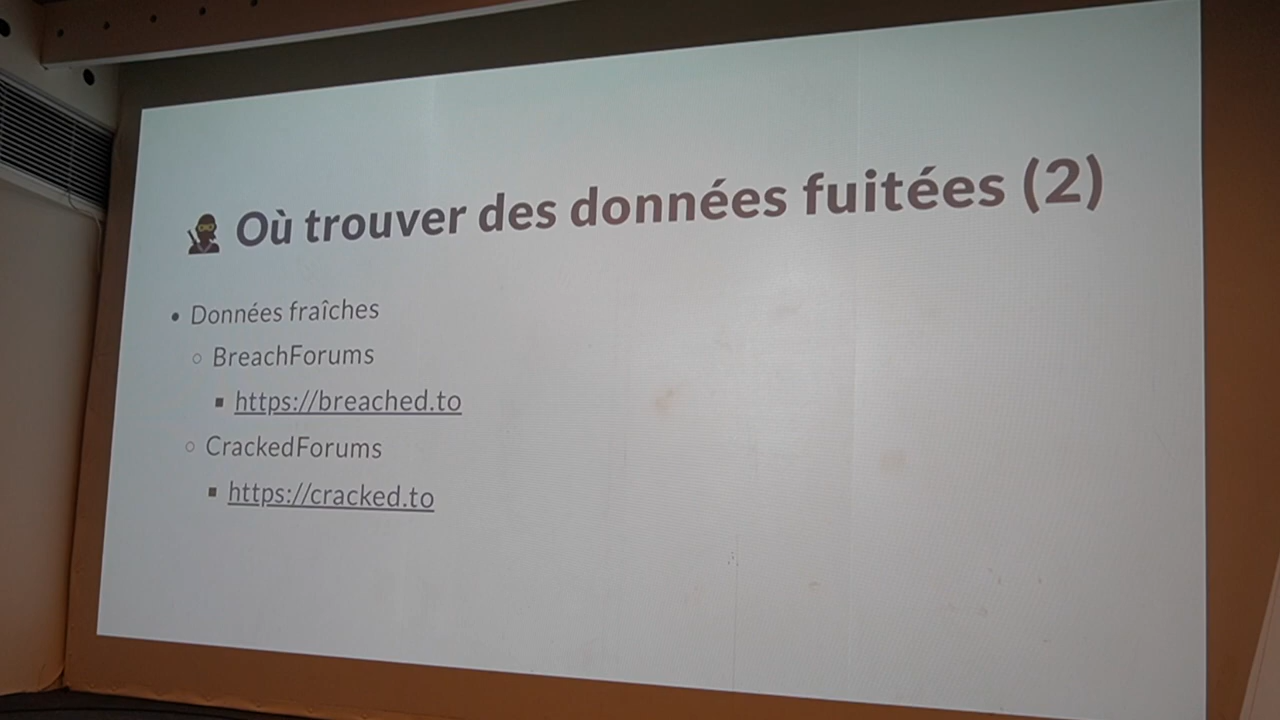 Où trouver des données fuitées (2)
Données fraîches
BreachForums
https://breached.to
CrackedForums
https://cracked.to